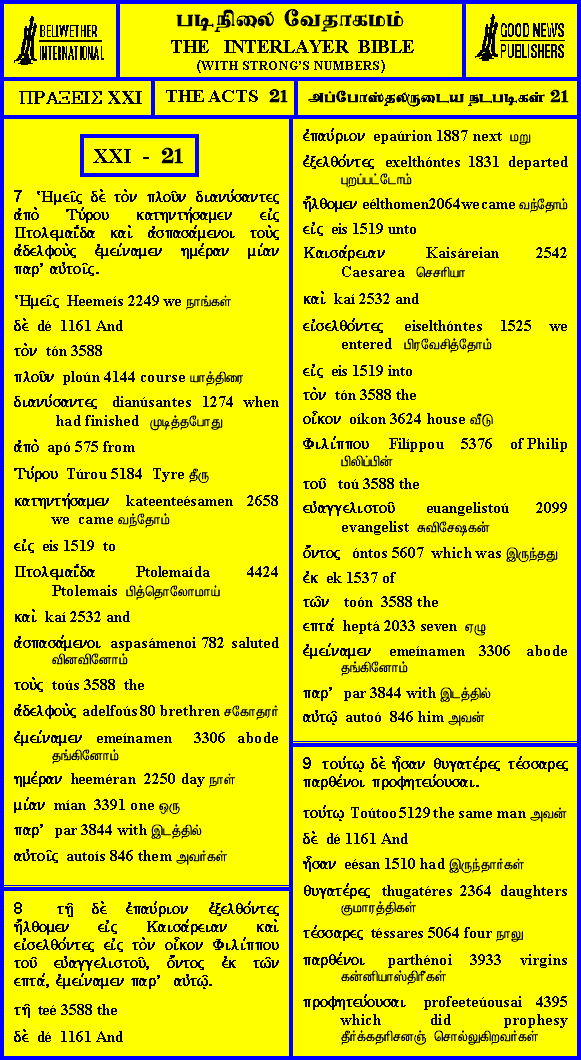 BELLWETHER
INTERNATIONAL
படிநிலை வேதாகமம்
THE INTERLAYER BIBLE
(WITH STRONG'S NUMBERS)
GOOD NEWS
PUBLISHERS
ΠΡΑΞΕΙΣ XXI
THE ACTS 21
அப்போஸ்தலருடைய நடபடிகள் 21
XXI - 21
7 Ἡμεῖς δὲ τὸν πλοῦν διανύσαντες
ἀπὸ Τύρου κατηντήσαμεν εἰς
Πτολεμαΐδα καὶ ἀσπασάμενοι τοὺς
ἀδελφοὺς ἐμείναμεν ημέραν μίαν
παρ' αὐτοῖς.
Ἡμεῖς Heemeís 2249 we நாங்கள்
δὲ dé 1161 And
τὸν tón 3588
πλοῦν ploún 4144 course யாத்திரை
διανύσαντες dianúsantes 1274 when
had finished முடித்தபோது
ἀπὸ apó 575 from
Τύρου Túrou 5184 Tyre தீரு
κατηντήσαμεν kateenteésamen 2658
we came வந்தோம்
εἰς eis 1519 to
Πτολεμαΐδα Ptolemaída 4424
Ptolemais பித்தொலோமாய்
καὶ kaí 2532 and
ἀσπασάμενοι aspasámenoi 782 saluted
வினவினோம்
τοὺς toús 3588 the
ἀδελφοὺς adelfoús 80 brethren சகோதரர்
ἐμείναμεν emeínamen 3306 abode
தங்கினோம்
ημέραν heeméran 2250 day நாள்
μίαν mían 3391 one ஒரு
παρ' par 3844 with இடத்தில்
αὐτοῖς autoís 846 them அவர்கள்
8 τῇ δὲ ἐπαύριον ἐξελθόντες
ἤλθομεν εἰς Καισάρειαν καὶ
εἰσελθόντες εἰς τὸν οἶκον Φιλίππου
τοῦ εὐαγγελιστοῦ, ὄντος ἐκ τῶν
επτά, ἐμείναμεν παρ' αὐτῷ.
τῇ teé 3588 the
δὲ dé 1161 And
ἐπαύριον epaúrion 1887 next மறு
ἐξελθόντες exelthóntes 1831 departed
புறப்பட்டோம்
ἤλθομεν eélthomen2064we came வந்தோம்
εἰς eis 1519 unto
Καισάρειαν Kaisáreian 2542
Caesarea செசரியா
καὶ kaí 2532 and
εἰσελθόντες eiselthóntes 1525 we
entered பிரவேசித்தோம்
εἰς eis 1519 into
τὸν tón 3588 the
οἶκον oíkon 3624 house வீடு
Φιλίππου Filíppou 5376 of Philip
பிலிப்பின்
τοῦ toú 3588 the
εὐαγγελιστοῦ euangelistoú 2099
evangelist சுவிசேஷகன்
ὄντος óntos 5607 which was இருந்தது
ἐκ ek 1537 of
τῶν toón 3588 the
επτά heptá 2033 seven ஏழு
ἐμείναμεν emeínamen 3306 abode
தங்கினோம்
παρ' par 3844 with இடத்தில்
αὐτῷ autoó 846 him அவன்
9 τούτῳ δὲ ἦσαν θυγατέρες τέσσαρες
παρθένοι προφητεύουσαι.
τούτῳ Toútoo 5129 the same man அவன்
δὲ dé 1161 And
ἦσαν eésan 1510 had இருந்தார்கள்
θυγατέρες thugatéres 2364 daughters
குமாரத்திகள்
τέσσαρες téssares 5064 four நாலு
παρθένοι parthénoi 3933 virgins
கன்னியாஸ்திரீகள்
προφητεύουσαι profeeteúousai 4395
which did prophesy
தீர்க்கதரிசனஞ் சொல்லுகிறவர்கள்